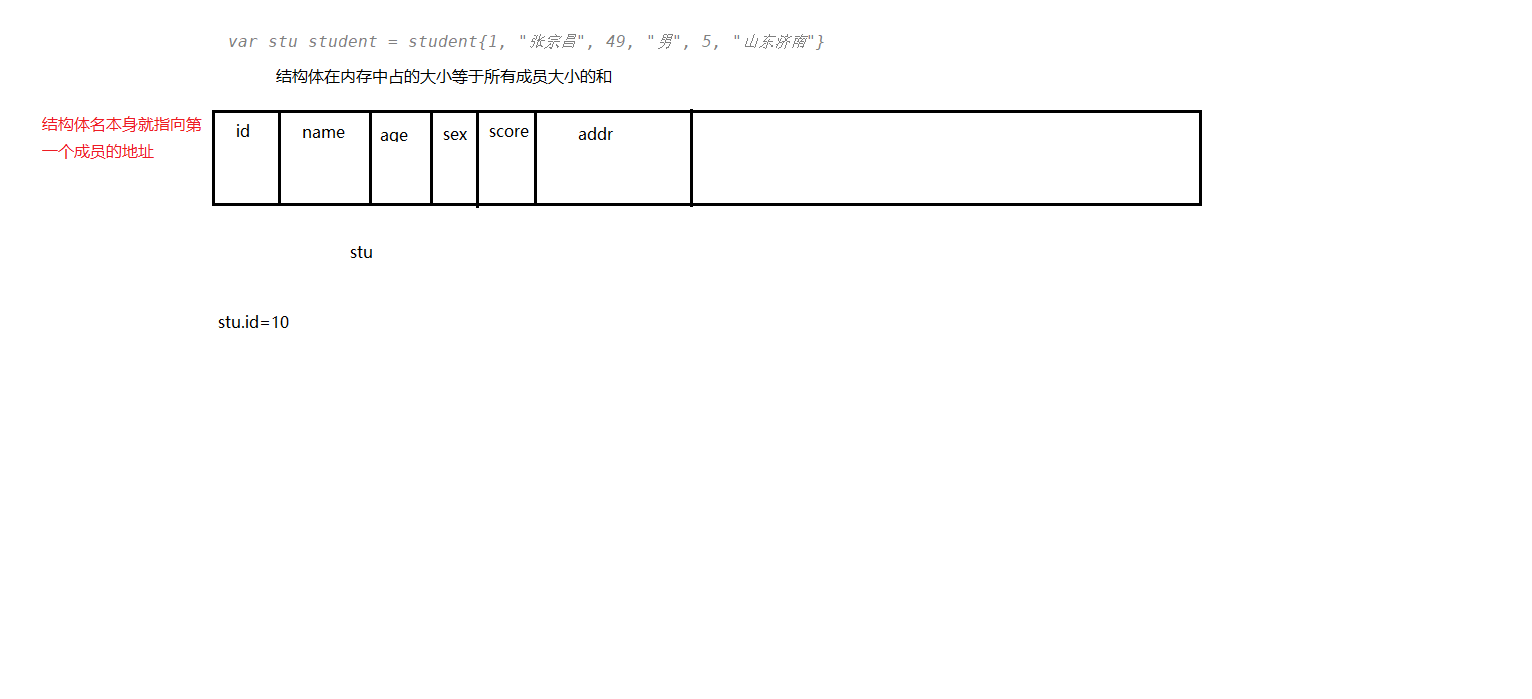 var stu student = student{1, "张宗昌", 49, "男", 5, "山东济南"}
结构体在内存中占的大小等于所有成员大小的和
结构体名本身就指向第
一个成员的地址
id
name
age
sex
score
addr
stu
stu.id=10